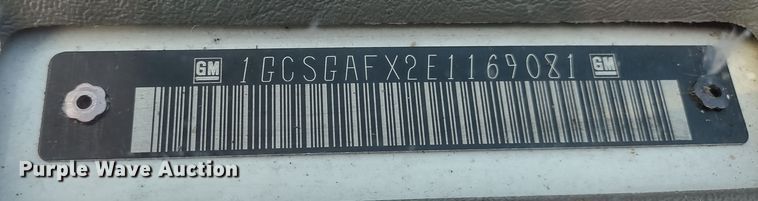 GM 1GCSGAFX2E1169081 GM
Purple Wave Auction